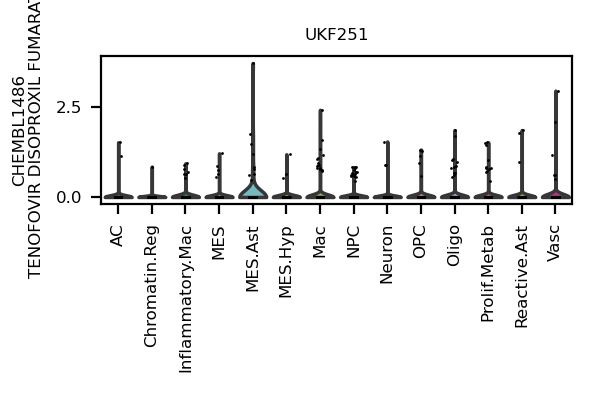 UKF251
CHEMBL1486
TENOFOVIR DISOPROXIL
2.5
0.0
AC
Chromatin.Reg
Inflammatory.Mac
MES
MES.Ast
MES.Hyp
Mac
NPC
Neuron
OPC
Oligo
Prolif.Metab
Reactive.Ast
Vasc